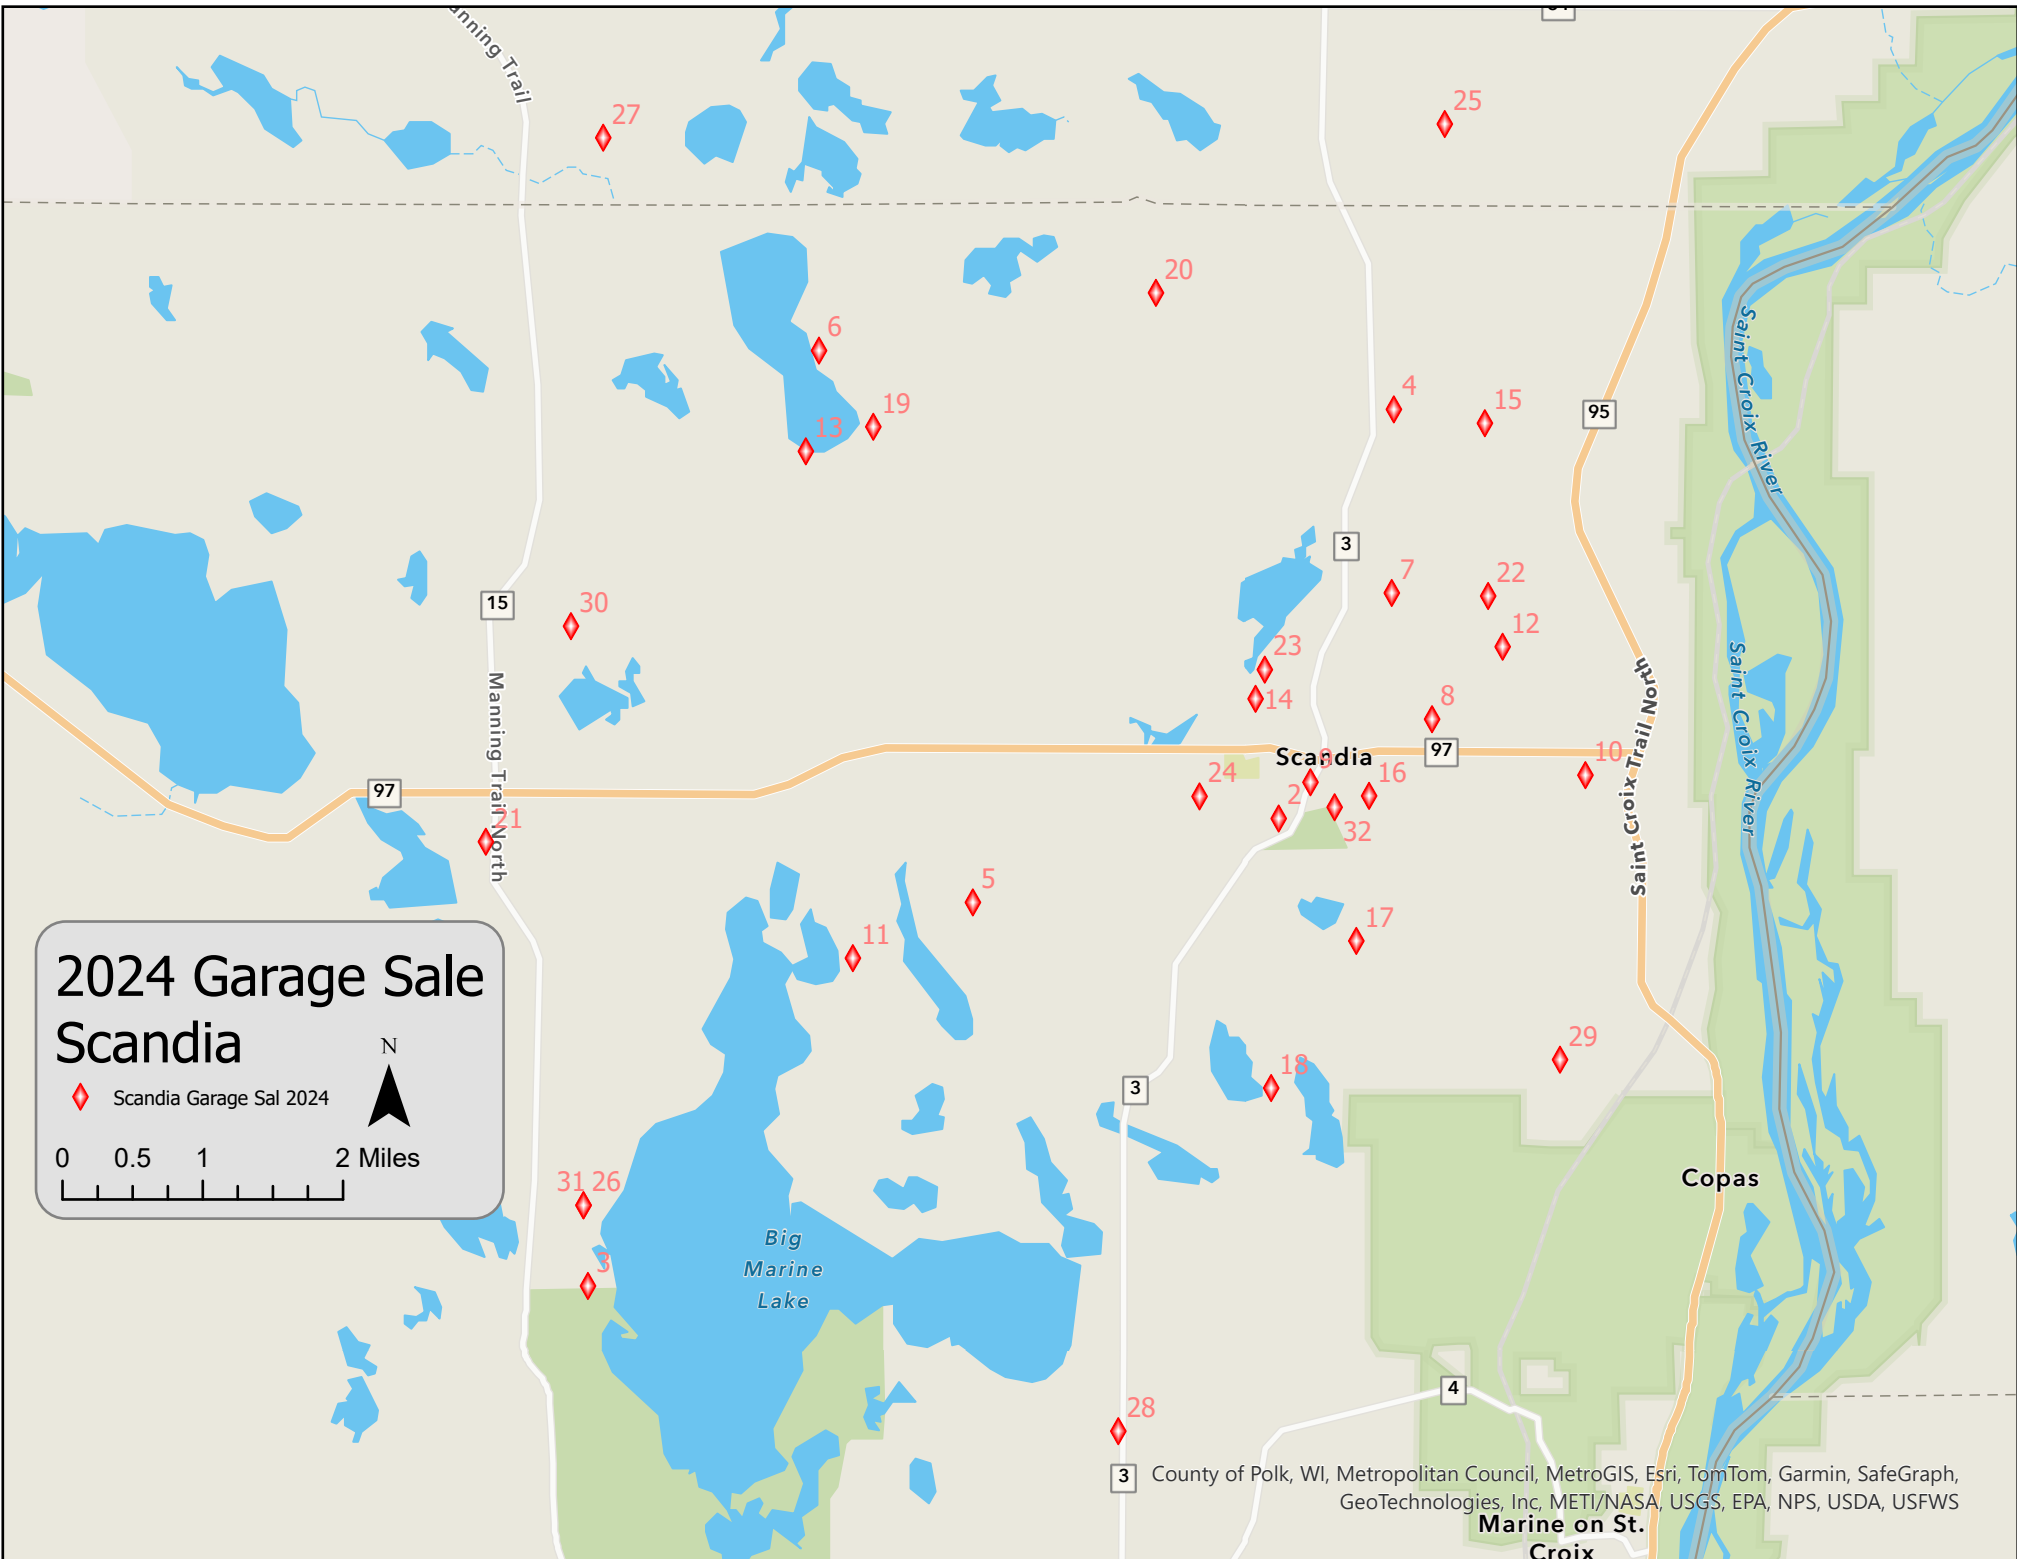 Manning Trail
27
25
20
6
4
19
15
95
13
Saint Croix River
3
7
22
15
30
12
23
14
8
Manning Trail North
Saint Croix Trail North
Saint Croix River
Scandia
97
9
10
97
24
16
2
32
21
5
17
11
2024 Garage Sale
Scandia
N
Scandia Garage Sal 2024
0 0.5 1 2 Miles
29
18
3
31 26
Copas
3
Big
Marine
Lake
4
28
3
County of Polk, WI, Metropolitan Council, MetroGIS, Esri, TomTom, Garmin, SafeGraph,
GeoTechnologies, Inc, METI/NASA, USGS, EPA, NPS, USDA, USFWS
Marine on St.
Croix